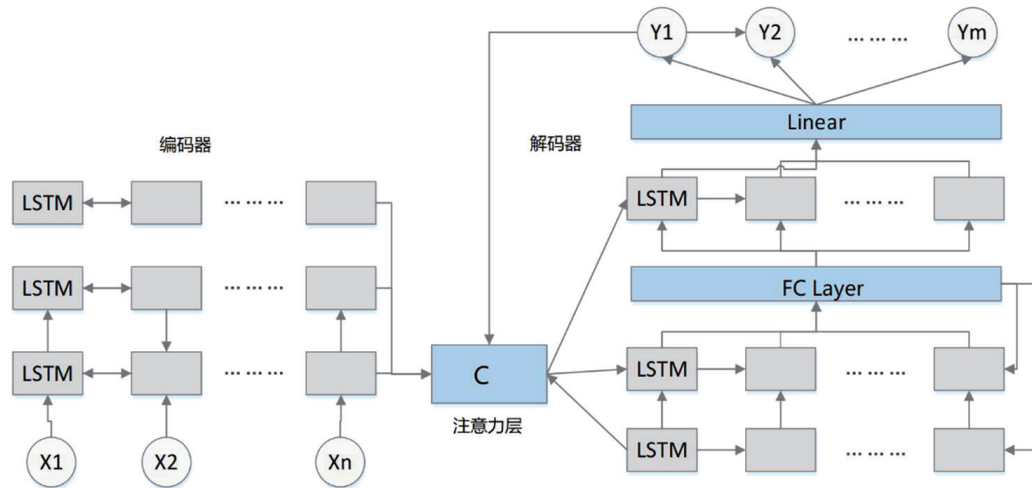 Y1 Y2 ... ... ... Ym
Linear
编码器 解码器
LSTM ... ... ... LSTM ... ... ...
LSTM ... ... ... FC Layer
LSTM ... ... ... C LSTM ... ... ...
注意力层
X1 X2 Xn LSTM ... ... ...